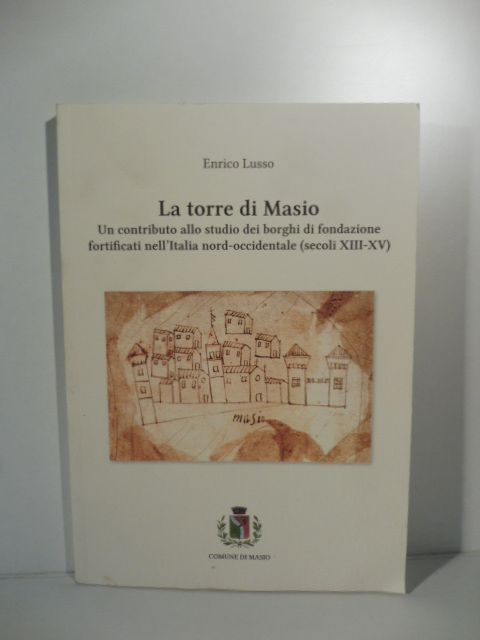 Enrico Lusso
La torre di Masio
Un contributo allo studio dei borghi di fondazione
fortificati nell'Italia nord-occidentale (secoli XIII-XV)
masio
COMUNE DI MASIO